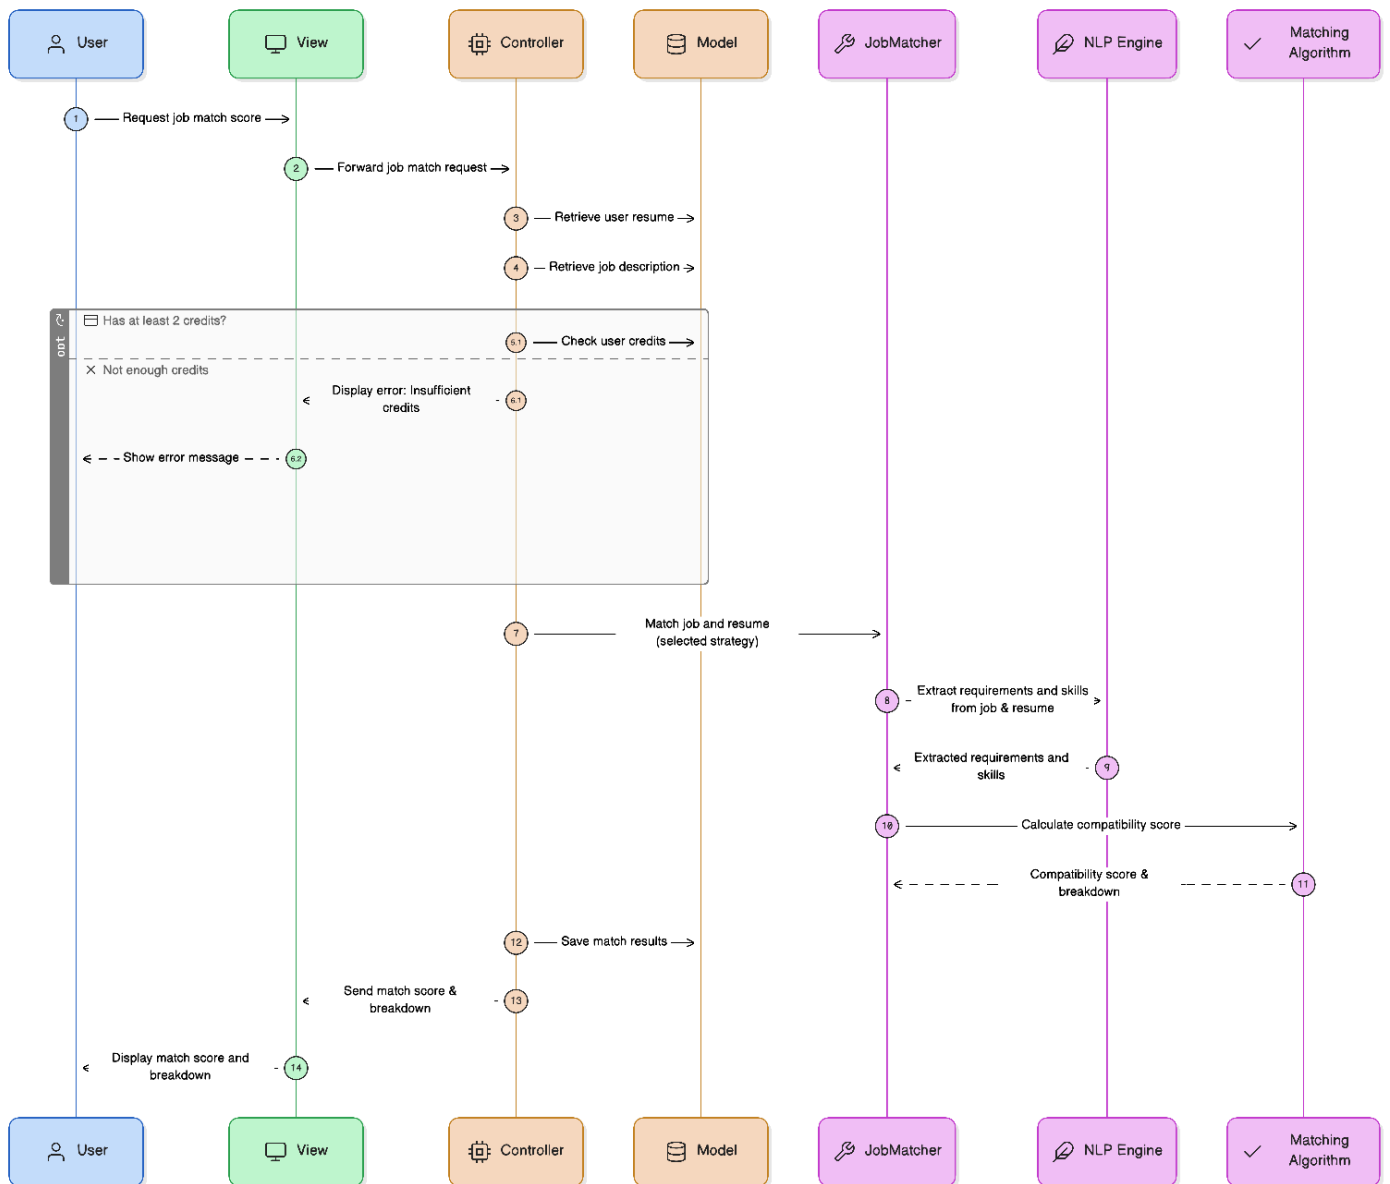 User
View
Controller
Model
JobMatcher
NLP Engine
Matching
Algorithm
1
Request job match score
2
Forward job match request
3
Retrieve user resume
4
Retrieve job description
opt
Has at least 2 credits?
5.1
Check user credits
Not enough credits
Display error: Insufficient
credits
6.1
Show error message
6.2
7
Match job and resume
(selected strategy)
8
Extract requirements and skills
from job & resume
Extracted requirements and
skills
9
10
Calculate compatibility score
Compatibility score &
breakdown
11
12
Save match results
Send match score &
breakdown
13
Display match score and
breakdown
14
User
View
Controller
Model
JobMatcher
NLP Engine
Matching
Algorithm